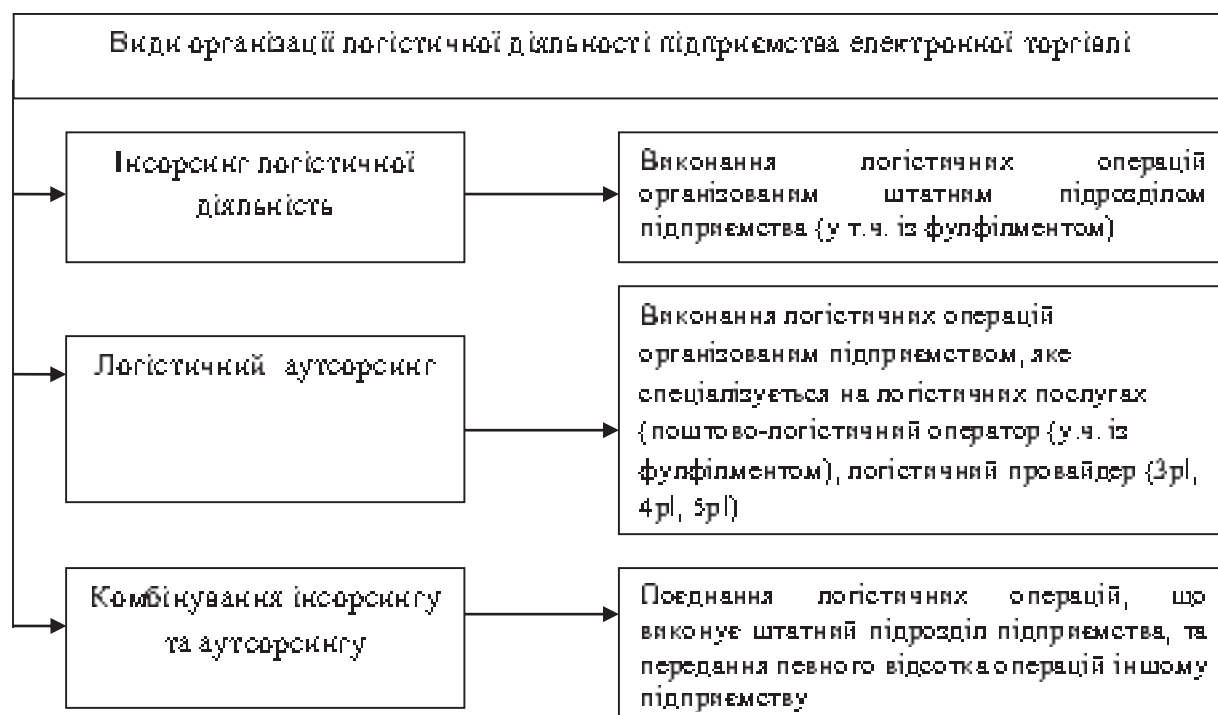 Види організації логістичної діяльності підприємства електронної торгівлі
Інсорсинг логістичної
діяльність
Виконання логістичних операцій
організованим штатним підрозділом
підприємства (у т.ч. із фулфілментом)
Логістичний аутсорсинг
Виконання логістичних операцій
організованим підприємством, яке
спеціалізується на логістичних послугах
(поштово-логістичний оператор (у.ч. із
фулфілментом), логістичний провайдер (3pl,
4pl, 5pl)
Комбінування інсорсингу
та аутсорсингу
Поєднання логістичних операцій, що
виконує штатний підрозділ підприємства, та
передання певного відсотка операцій іншому
підприємству